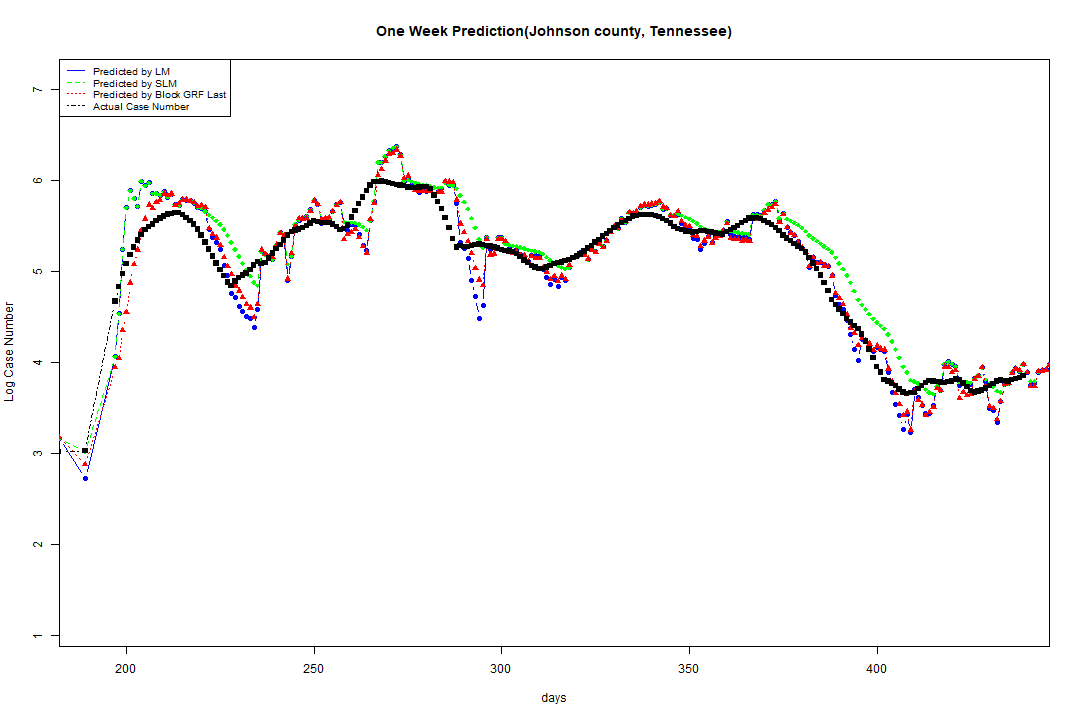 One Week Prediction(Johnson county, Tennessee)
Predicted by LM
Predicted by SLM
Predicted by Block GRF Last
Actual Case Number
7
6
5
4
3
2
1
Log Case Number
200 250 300 350 400
days